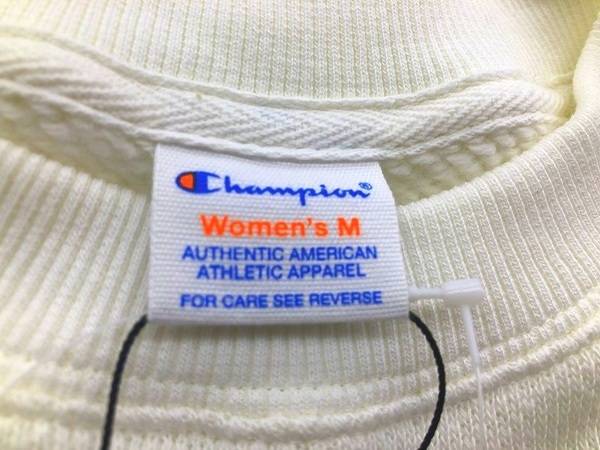 Champion®
Women's M
AUTHENTIC AMERICAN
ATHLETIC APPAREL
FOR CARE SEE REVERSE